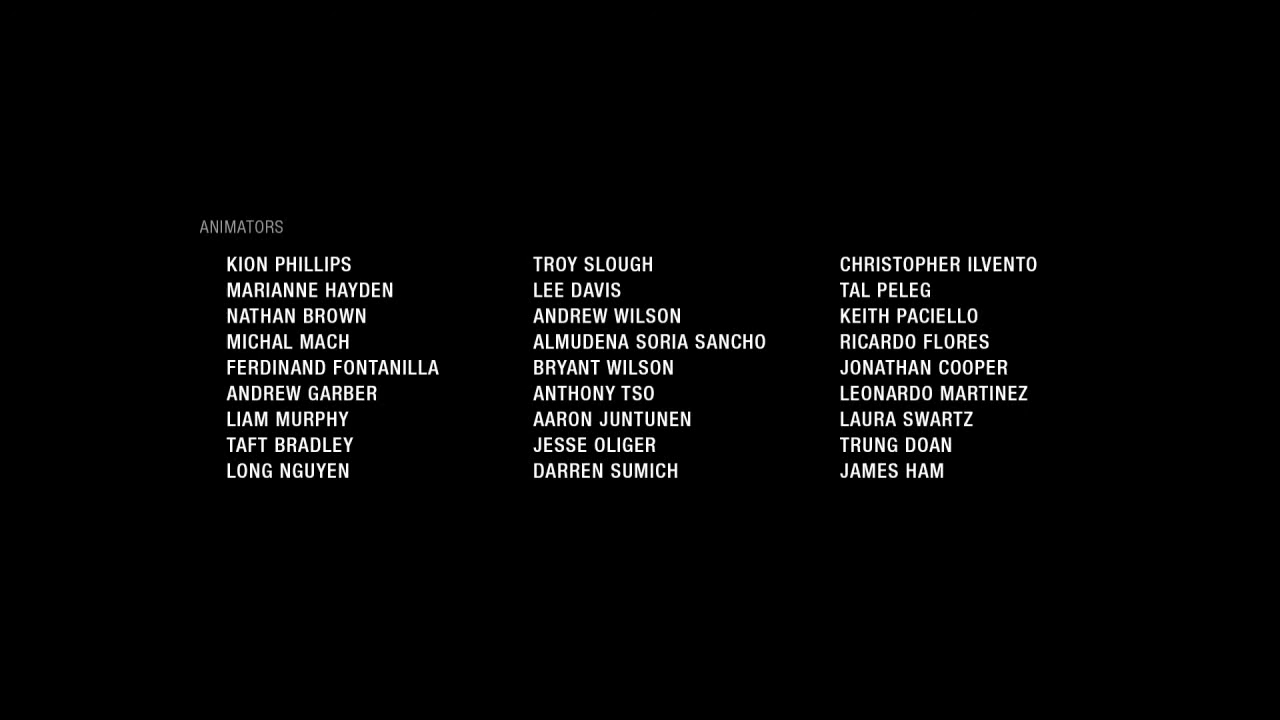 ANIMATORS
KION PHILLIPS
MARIANNE HAYDEN
NATHAN BROWN
MICHAL MACH
FERDINAND FONTANILLA
ANDREW GARBER
LIAM MURPHY
TAFT BRADLEY
LONG NGUYEN
TROY SLOUGH
LEE DAVIS
ANDREW WILSON
ALMUDENA SORIA SANCHO
BRYANT WILSON
ANTHONY TSO
AARON JUNTUNEN
JESSE OLIGER
DARREN SUMICH
CHRISTOPHER ILVENTO
TAL PELEG
KEITH PACIELLO
RICARDO FLORES
JONATHAN COOPER
LEONARDO MARTINEZ
LAURA SWARTZ
TRUNG DOAN
JAMES HAM